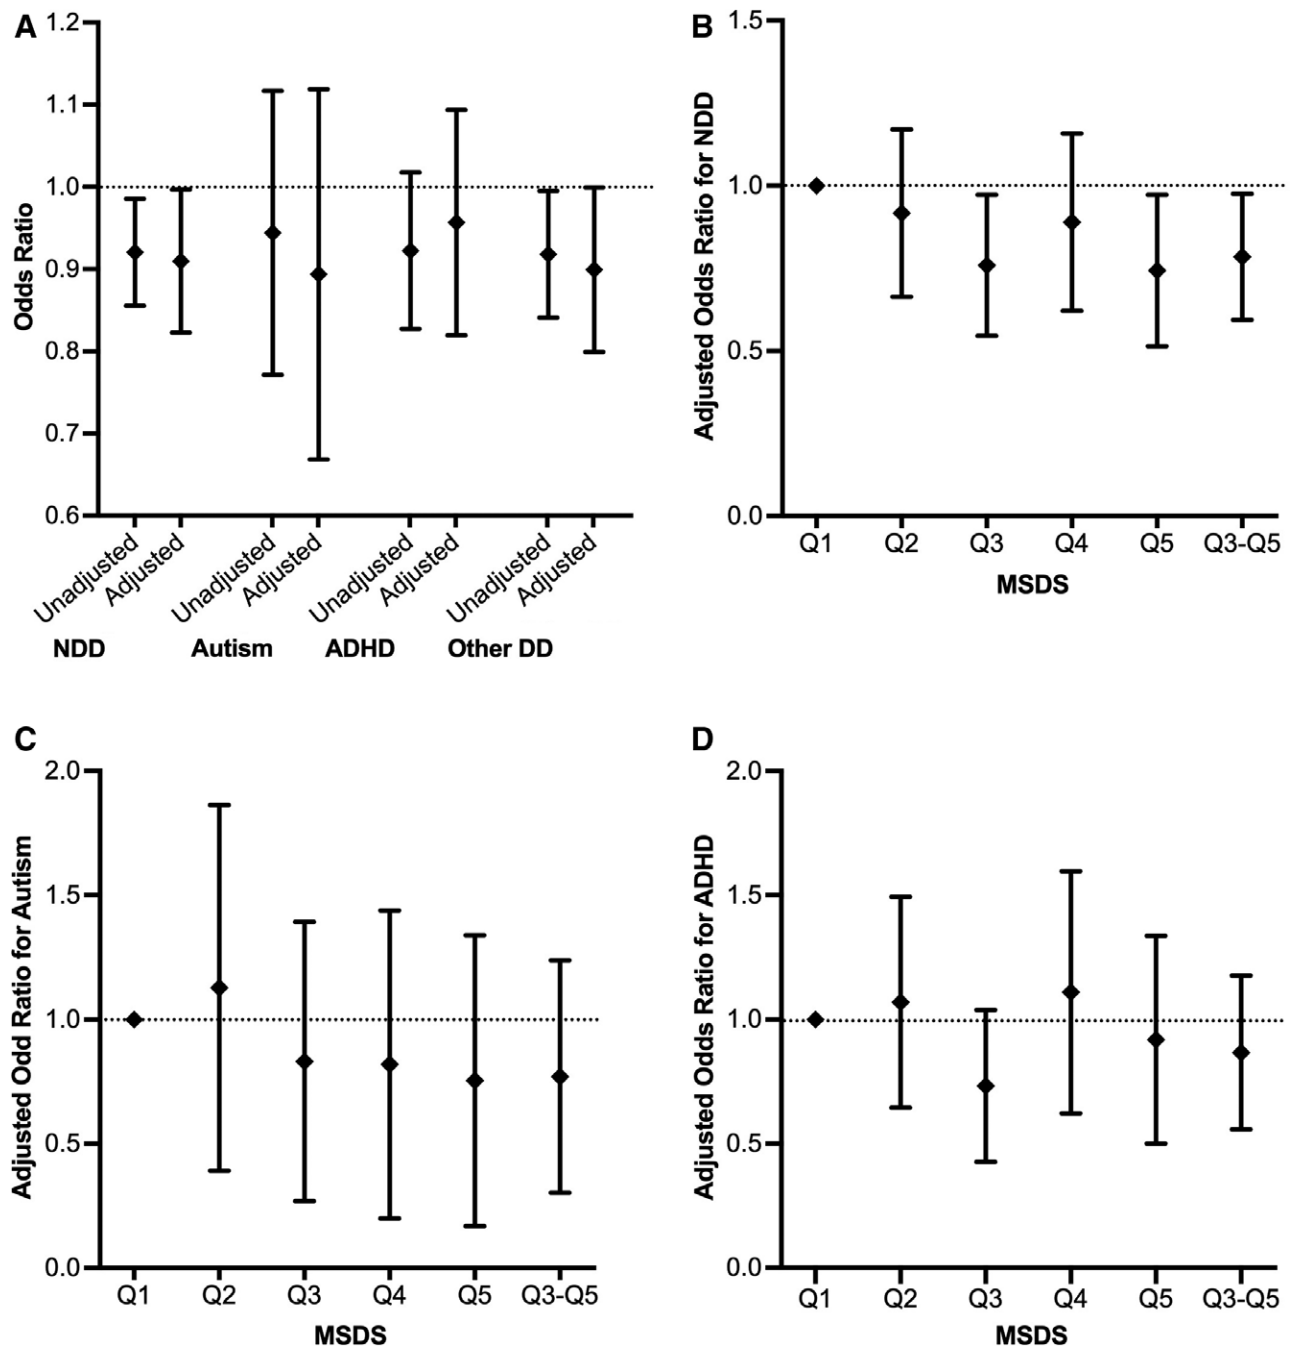 A
Odds Ratio
1.2
1.1
1.0
0.9
0.8
0.7
0.6
Unadjusted
Adjusted
Unadjusted
Adjusted
Unadjusted
Adjusted
Unadjusted
Adjusted
NDD Autism ADHD Other DD
B
Adjusted Odds Ratio for NDD
1.5
1.0
0.5
0.0
Q1 Q2 Q3 Q4 Q5 Q3-Q5
MSDS
C
Adjusted Odd Ratio for Autism
2.0
1.5
1.0
0.5
0.0
Q1 Q2 Q3 Q4 Q5 Q3-Q5
MSDS
D
Adjusted Odds Ratio for ADHD
2.0
1.5
1.0
0.5
0.0
Q1 Q2 Q3 Q4 Q5 Q3-Q5
MSDS